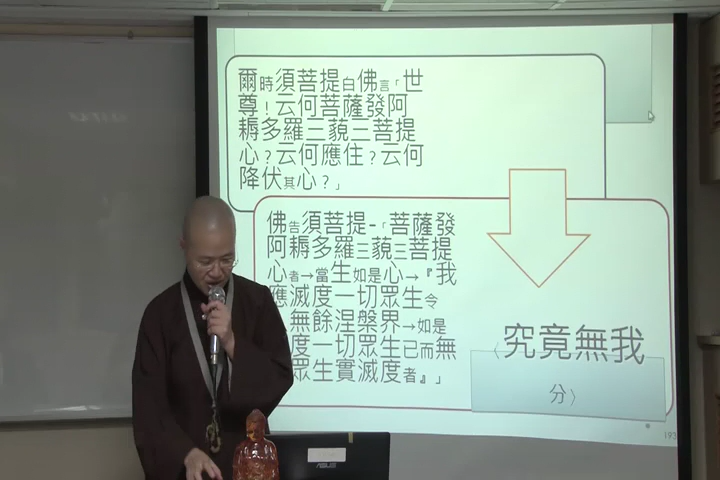 爾時須菩提白佛言「世
尊！云何菩薩發阿
耨多羅三藐三菩提
心？云何應住？云何
降伏其心？」
佛告須菩提-「菩薩發
阿耨多羅三藐三菩提
心者→當生如是心→『我
應滅度一切眾生令
無餘涅槃界→如是
度一切眾生已而無
眾生實滅度者』」
〈究竟無我
分〉
193
ASUS